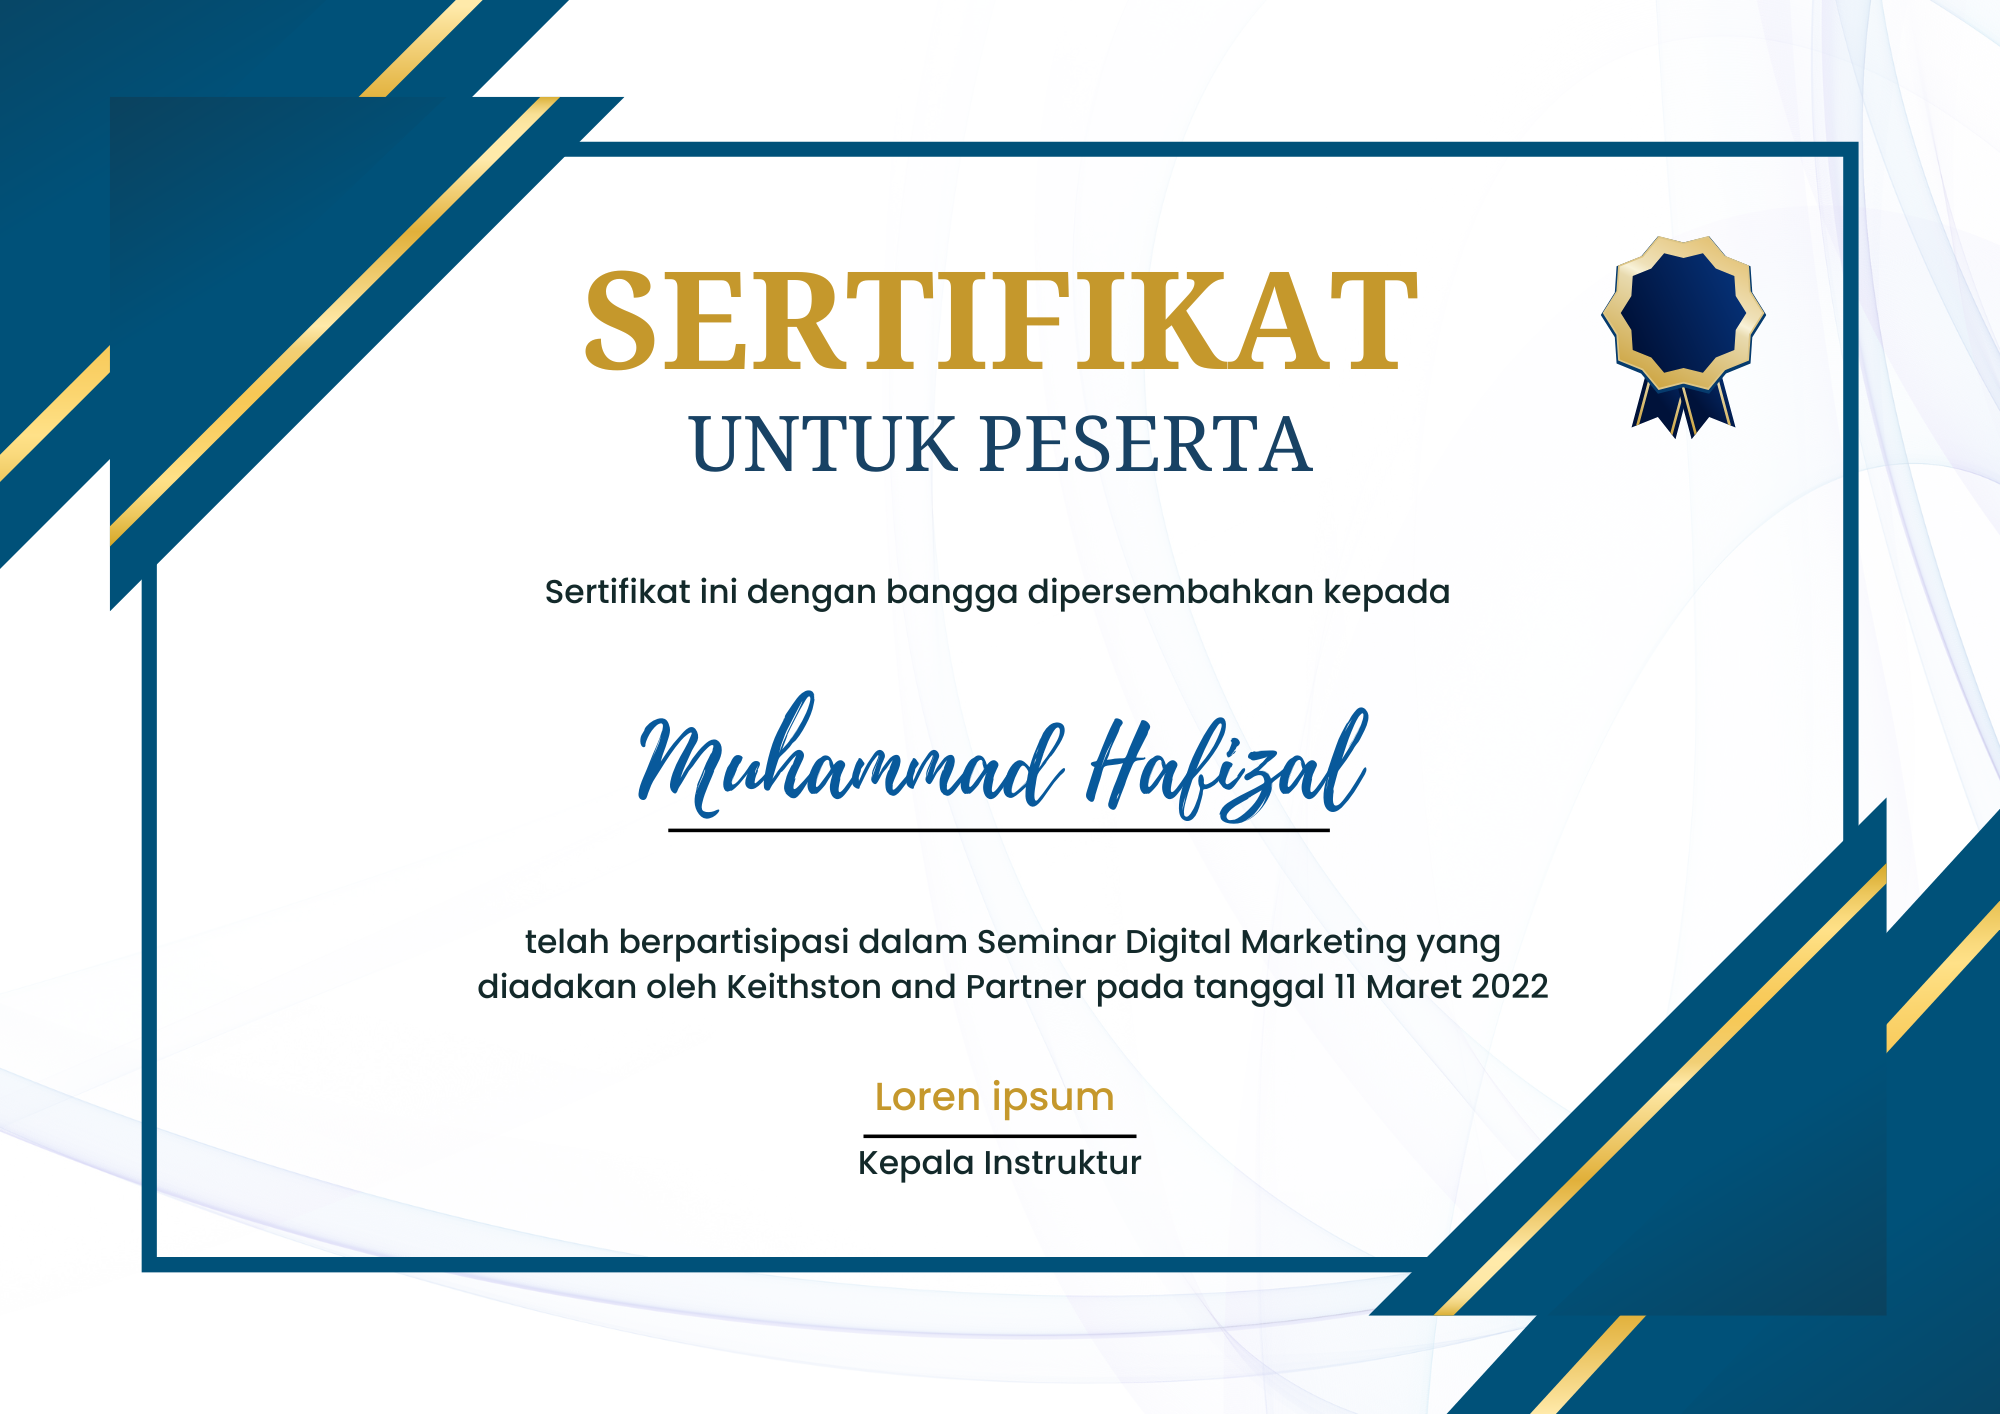 SERTIFIKAT
UNTUK PESERTA
Sertifikat ini dengan bangga dipersembahkan kepada
Muhammad Hafizal
telah berpartisipasi dalam Seminar Digital Marketing yang
diadakan oleh Keithston and Partner pada tanggal 11 Maret 2022
Loren ipsum
Kepala Instruktur